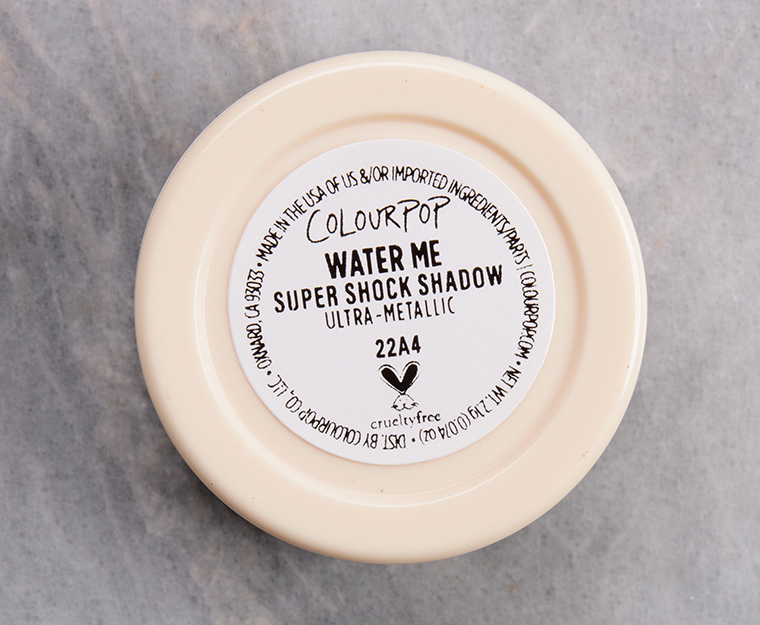 COLOURPOP
WATER ME
SUPER SHOCK SHADOW
ULTRA-METALLIC
22A4
crueltyfree
• MADE IN THE USA OF US &/OR IMPORTED INGREDIENTS/PARTS | COLOURPOP.COM • NET WT. 2.1g (0.074 OZ) • DIST. BY COLOURPOP CO, LLC. • OXNARD, CA 93033